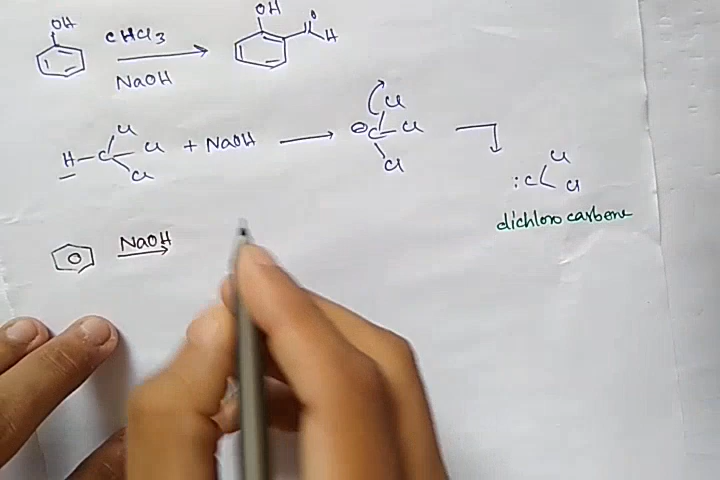 OH CHCl3 NaOH OH O H
H-C Cl Cl Cl + NaOH ⊖C Cl Cl Cl
:C Cl Cl
dichloro carbene
NaOH